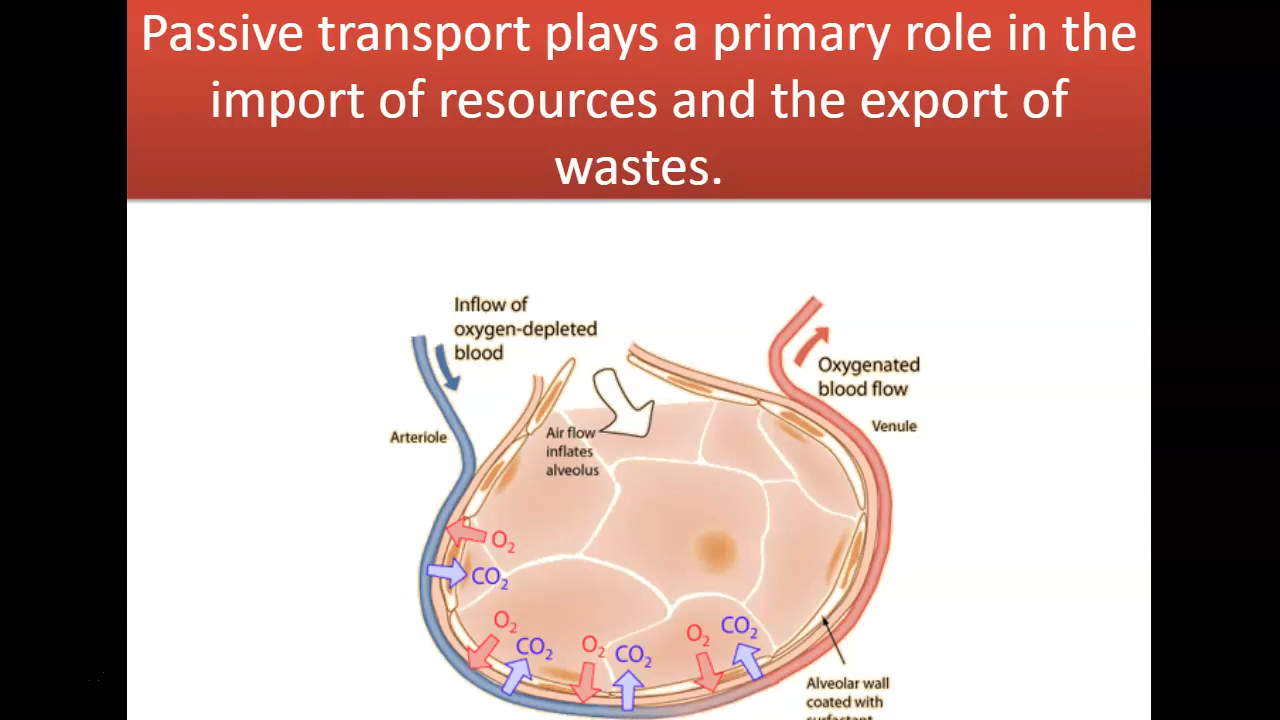 Passive transport plays a primary role in the
import of resources and the export of
wastes.
Inflow of
oxygen-depleted
blood
Oxygenated
blood flow
Arteriole
Venule
Air flow
inflates
alveolus
O₂
CO₂
O₂
CO₂
O₂
CO₂
O₂
CO₂
Alveolar wall
coated with
surfactant